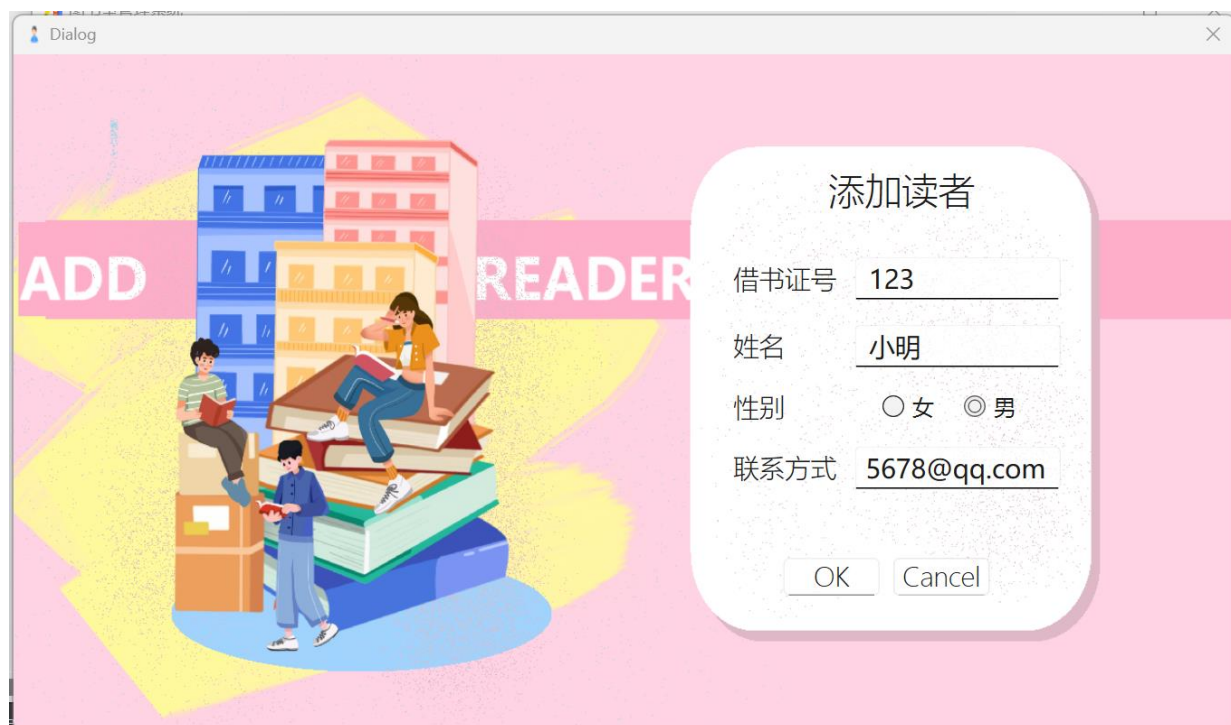 Dialog
ADD READER
添加读者
借书证号 123
姓名 小明
性别 女 男
联系方式 5678@qq.com
OK Cancel